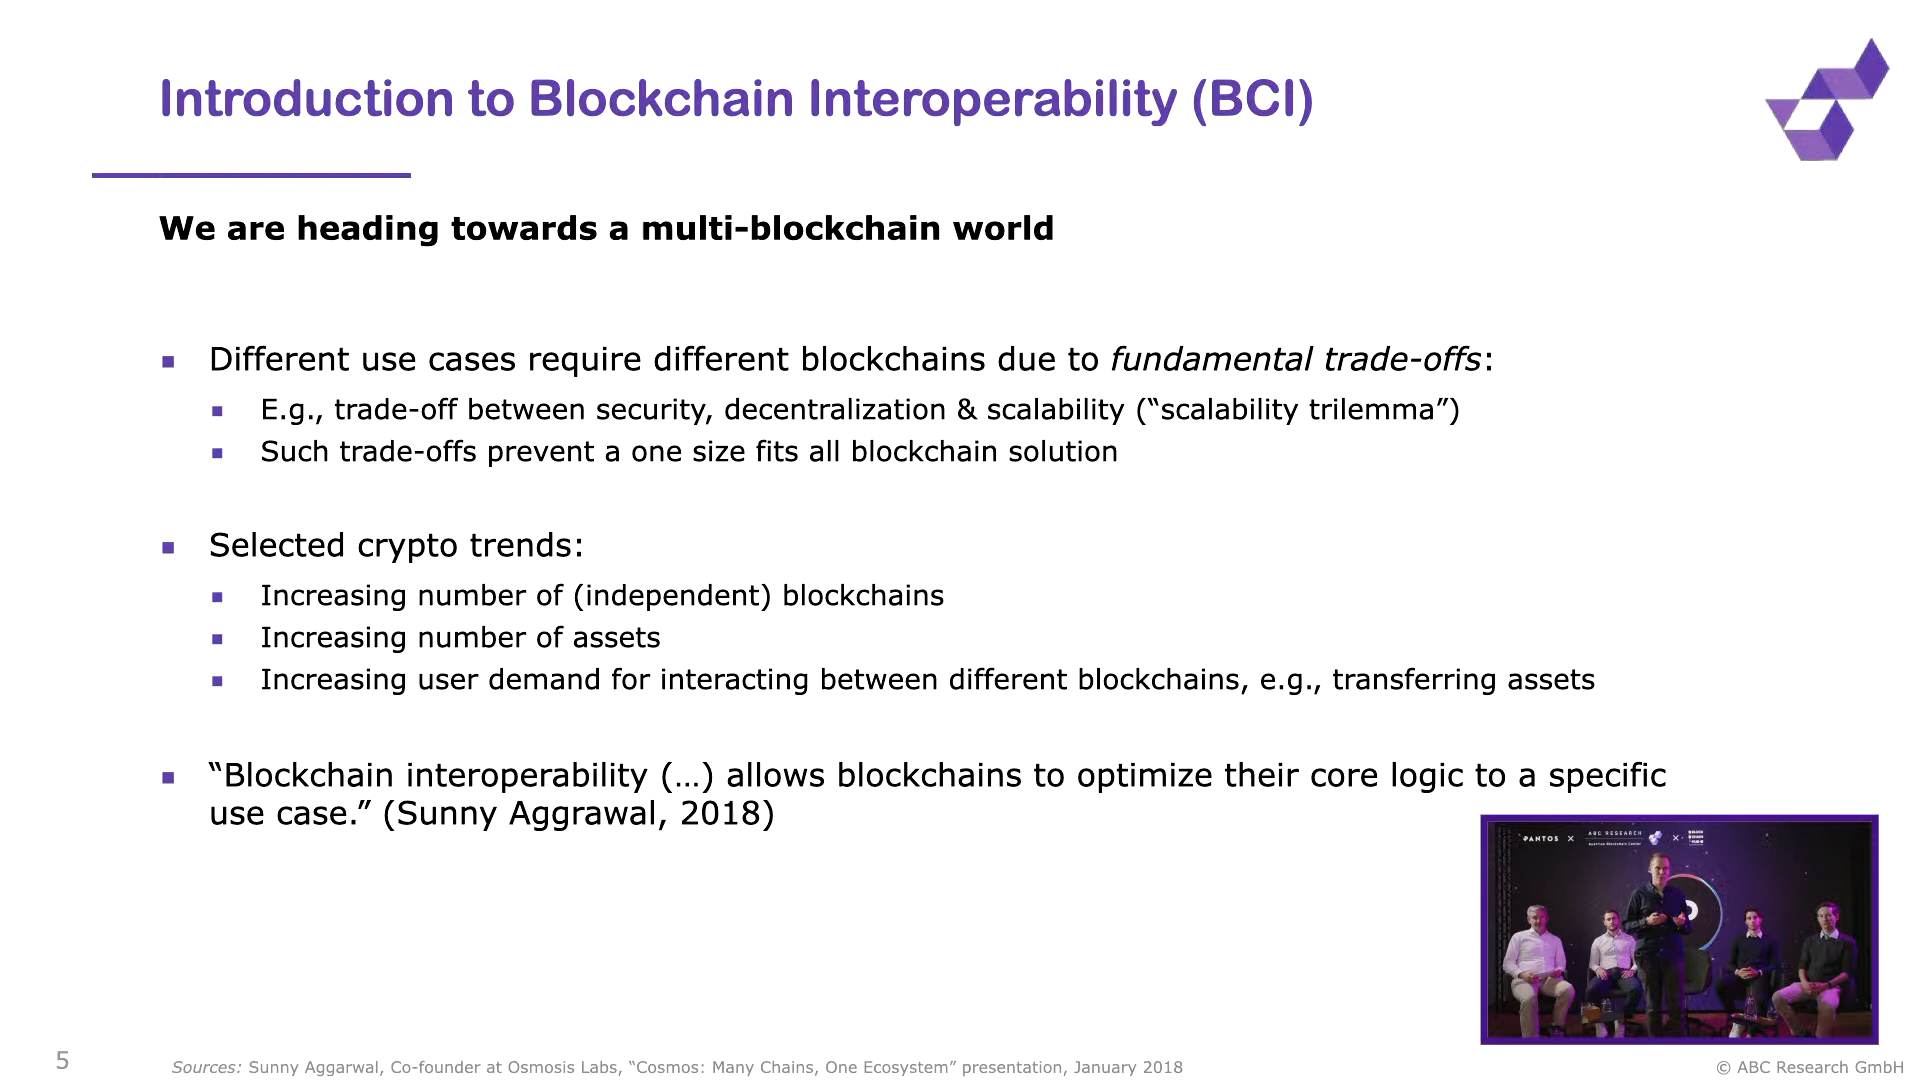 Introduction to Blockchain Interoperability (BCI)
We are heading towards a multi-blockchain world
Different use cases require different blockchains due to fundamental trade-offs:
E.g., trade-off between security, decentralization & scalability (“scalability trilemma”)
Such trade-offs prevent a one size fits all blockchain solution
Selected crypto trends:
Increasing number of (independent) blockchains
Increasing number of assets
Increasing user demand for interacting between different blockchains, e.g., transferring assets
“Blockchain interoperability (…) allows blockchains to optimize their core logic to a specific
use case.” (Sunny Aggrawal, 2018)
PANTOS X ABC RESEARCH X
Austrian Blockchain Center
5
Sources: Sunny Aggarwal, Co-founder at Osmosis Labs, “Cosmos: Many Chains, One Ecosystem” presentation, January 2018
© ABC Research GmbH